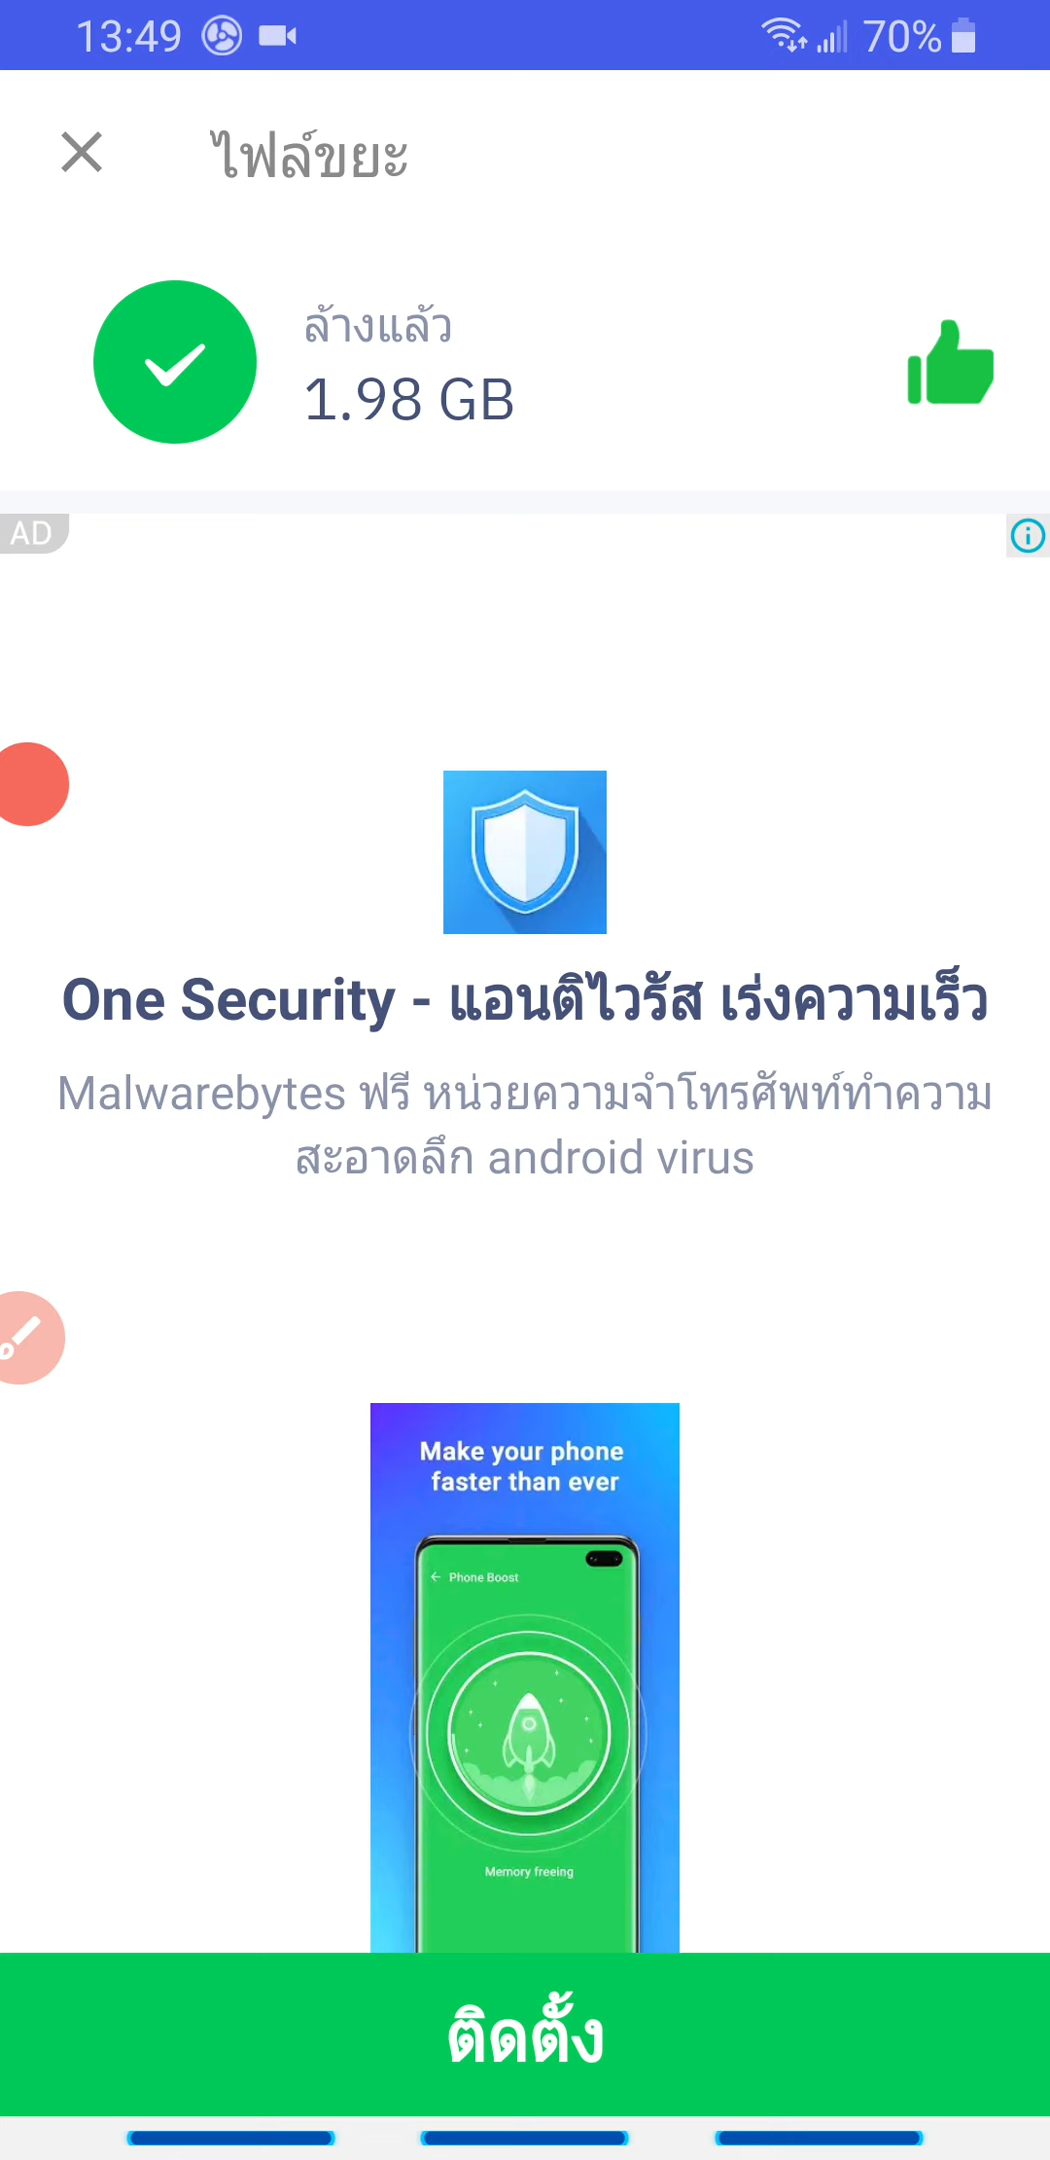 13:49
70%
ไฟล์ขยะ
ล้างแล้ว
1.98 GB
AD
One Security - แอนติไวรัส เร่งความเร็ว
Malwarebytes ฟรี หน่วยความจำโทรศัพท์ทำความ
สะอาดลึก android virus
Make your phone
faster than ever
Phone Boost
Memory freeing
ติดตั้ง